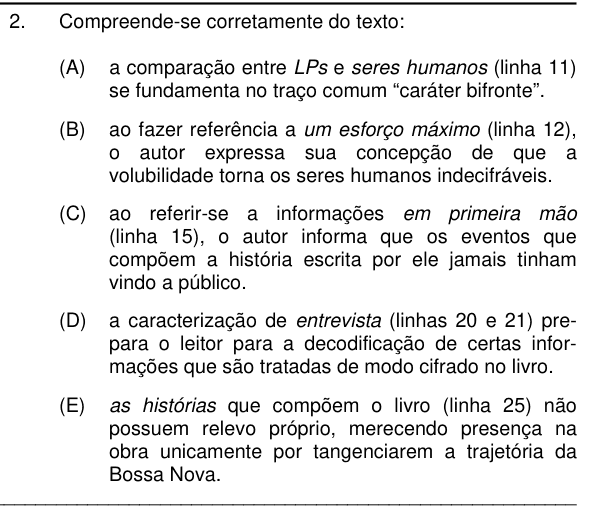 2. Compreende-se corretamente do texto:
(A) a comparação entre LPs e seres humanos (linha 11)
se fundamenta no traço comum “caráter bifronte”.
(B) ao fazer referência a um esforço máximo (linha 12),
o autor expressa sua concepção de que a
volubilidade torna os seres humanos indecifráveis.
(C) ao referir-se a informações em primeira mão
(linha 15), o autor informa que os eventos que
compõem a história escrita por ele jamais tinham
vindo a público.
(D) a caracterização de entrevista (linhas 20 e 21) pre-
para o leitor para a decodificação de certas infor-
mações que são tratadas de modo cifrado no livro.
(E) as histórias que compõem o livro (linha 25) não
possuem relevo próprio, merecendo presença na
obra unicamente por tangenciarem a trajetória da
Bossa Nova.